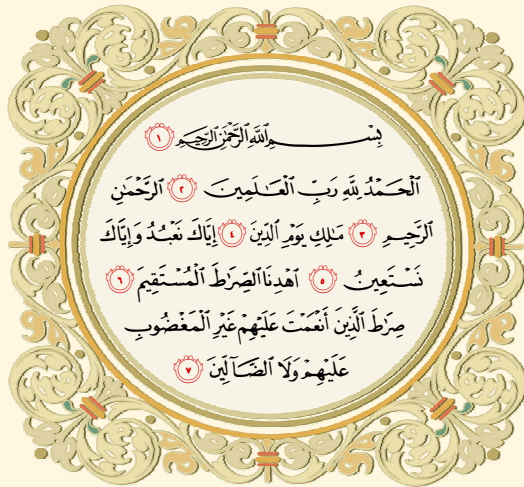 بِسْمِ ٱللَّهِ ٱلرَّحْمَٰنِ ٱلرَّحِيمِ ١
ٱلْحَمْدُ لِلَّهِ رَبِّ ٱلْعَٰلَمِينَ ٢ ٱلرَّحْمَٰنِ
ٱلرَّحِيمِ ٣ مَٰلِكِ يَوْمِ ٱلدِّينِ ٤ إِيَّاكَ نَعْبُدُ وَإِيَّاكَ
نَسْتَعِينُ ٥ ٱهْدِنَا ٱلصِّرَٰطَ ٱلْمُسْتَقِيمَ ٦
صِرَٰطَ ٱلَّذِينَ أَنْعَمْتَ عَلَيْهِمْ غَيْرِ ٱلْمَغْضُوبِ
عَلَيْهِمْ وَلَا ٱلضَّآلِّينَ ٧